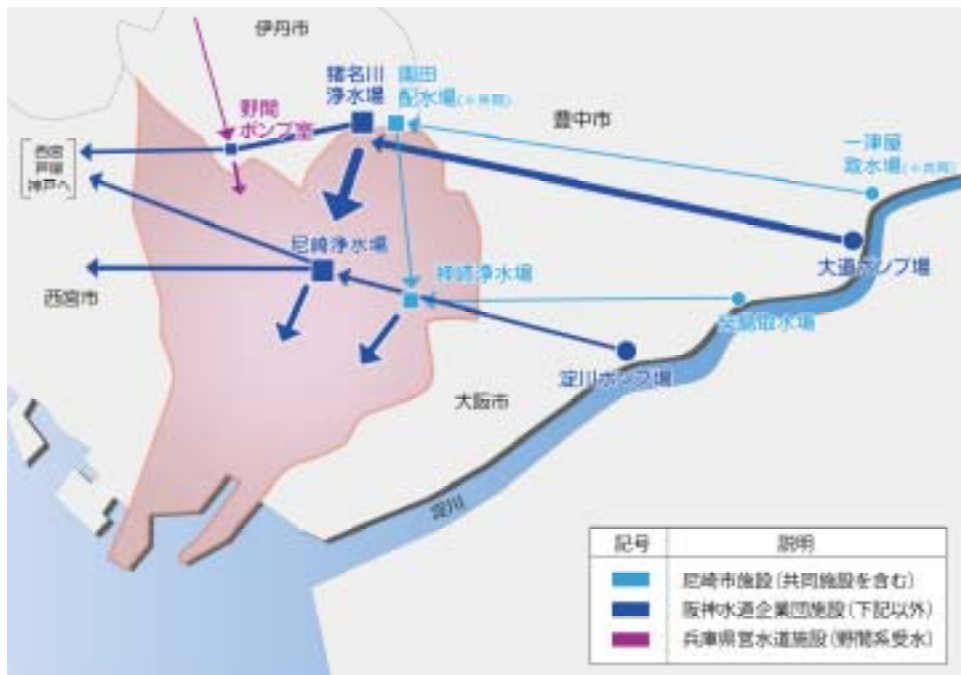 伊丹市
猪名川
浄水場
園田
配水場
野間
ポンプ室
豊中市
一津屋
取水場
西宮
芦屋
神戸へ
尼崎浄水場
大道ポンプ場
神崎浄水場
西宮市
取水場
淀川ポンプ場
大阪市
淀川
記号 説明
尼崎市施設(共同施設を含む)
阪神水道企業団施設(下記以外)
兵庫県営水道施設(野間系受水)